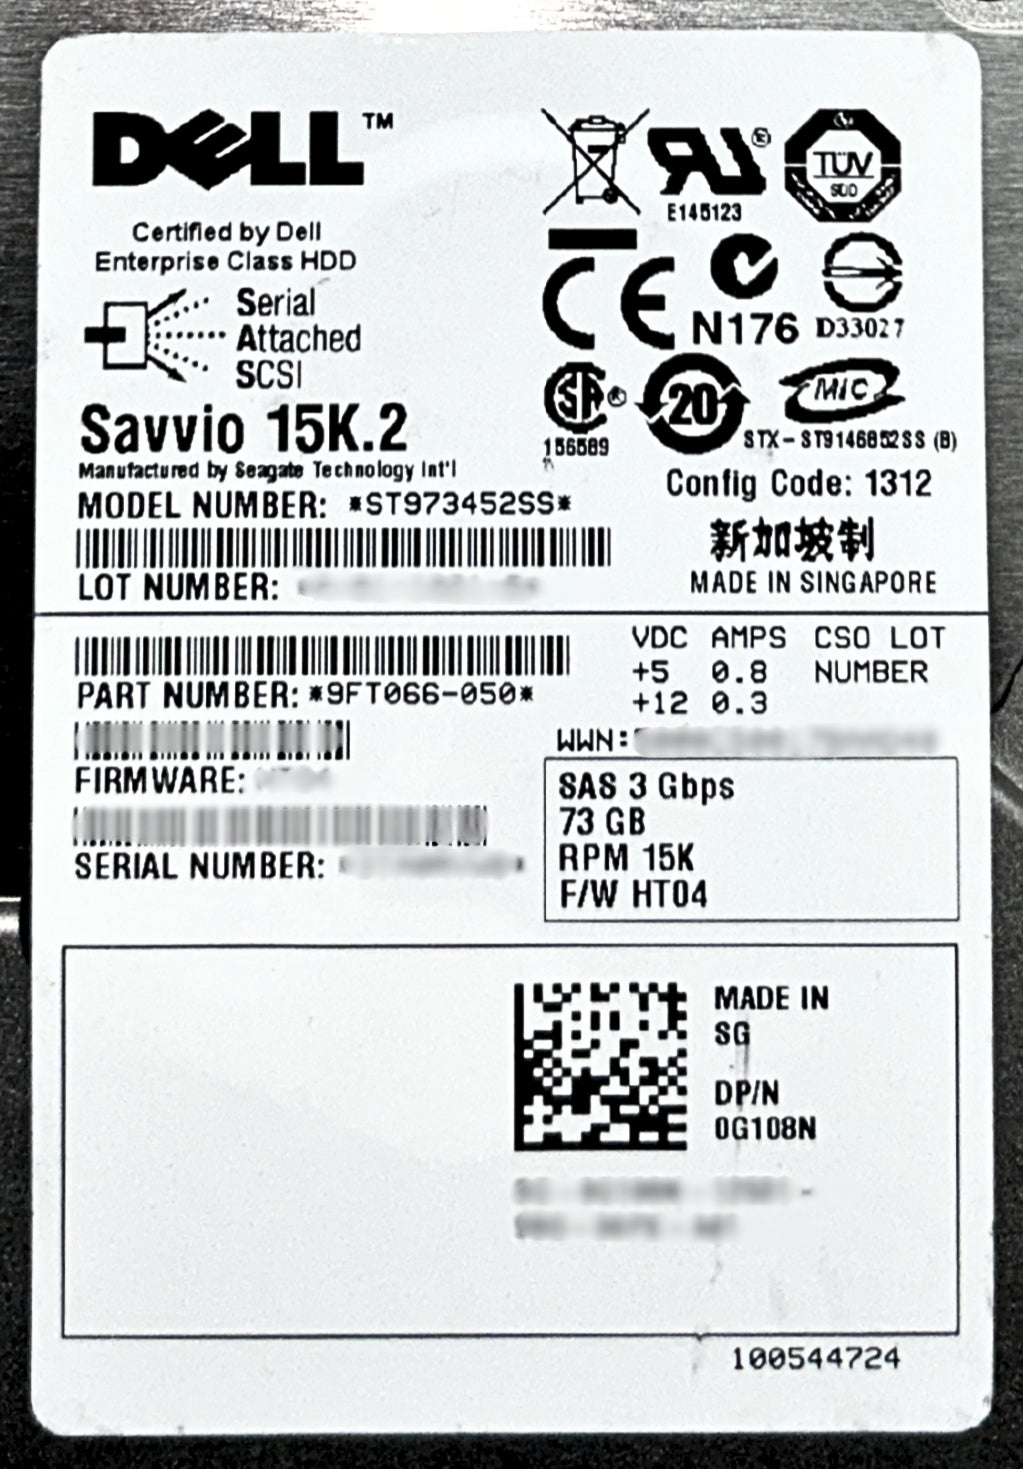 DELL™
Certified by Dell
Enterprise Class HDD
Serial
Attached
SCSI
Savvio 15K.2
Manufactured by Seagate Technology Int'l
MODEL NUMBER: *ST973452SS*
LOT NUMBER:
R
E145123
TÜV
SÜD
CE
N176
D33027
SA®
156589
20
MIC
STX-ST9146852SS (B)
Config Code: 1312
新加坡制
MADE IN SINGAPORE
PART NUMBER: *9FT066-050*
FIRMWARE:
SERIAL NUMBER:
VDC AMPS CSO LOT
+5 0.8 NUMBER
+12 0.3
WWN:
SAS 3 Gbps
73 GB
RPM 15K
F/W HT04
MADE IN
SG
DP/N
0G108N
100544724